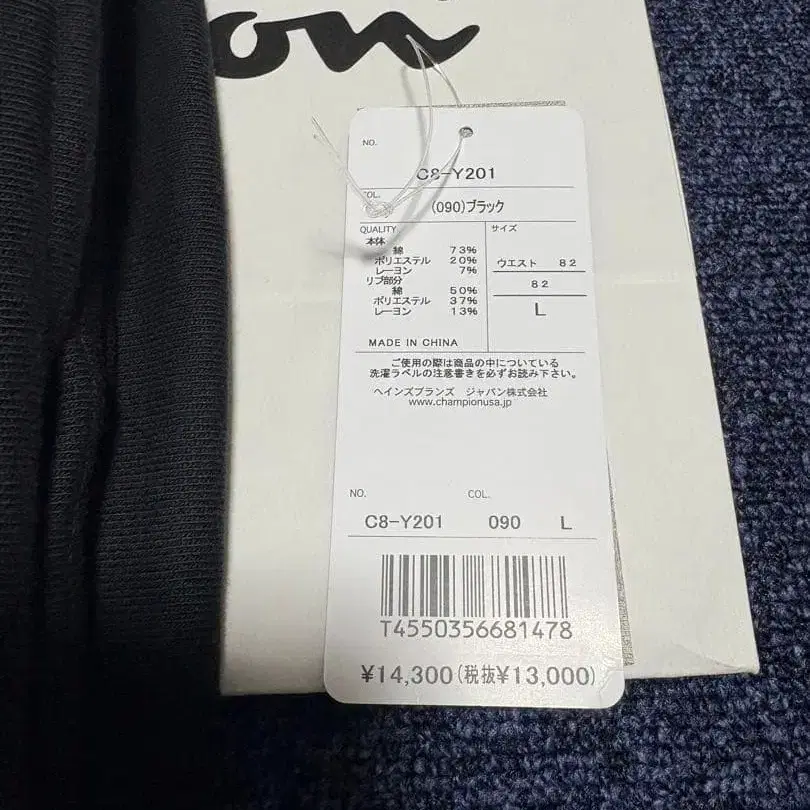 on
NO.
C8-Y201
COL.
(090)ブラック
QUALITY
サイズ
本体
綿 73%
ポリエステル 20%
レーヨン 7%
リブ部分
綿 50%
ポリエステル 37%
レーヨン 13%
ウエスト 82
82
L
MADE IN CHINA
ご使用の際は商品の中についている
洗濯ラベルの注意書きを必ずお読み下さい。
ヘインズブランズ ジャパン株式会社
www.championusa.jp
NO. COL.
C8-Y201 090 L
T4550356681478
¥14,300(税抜¥13,000)